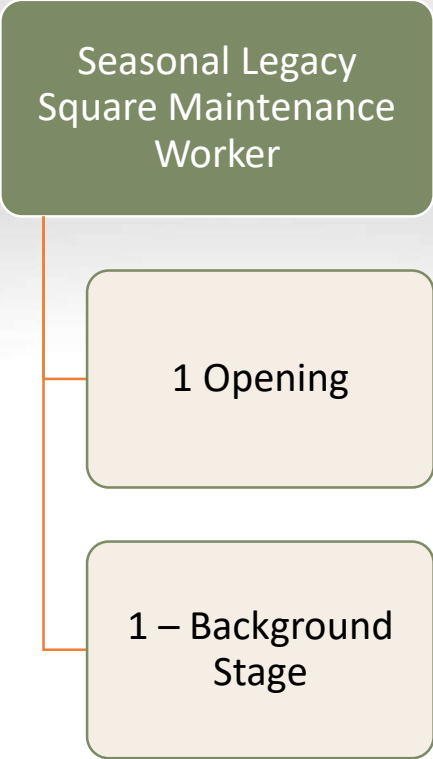 Seasonal Legacy
Square Maintenance
Worker
1 Opening
1 – Background
Stage